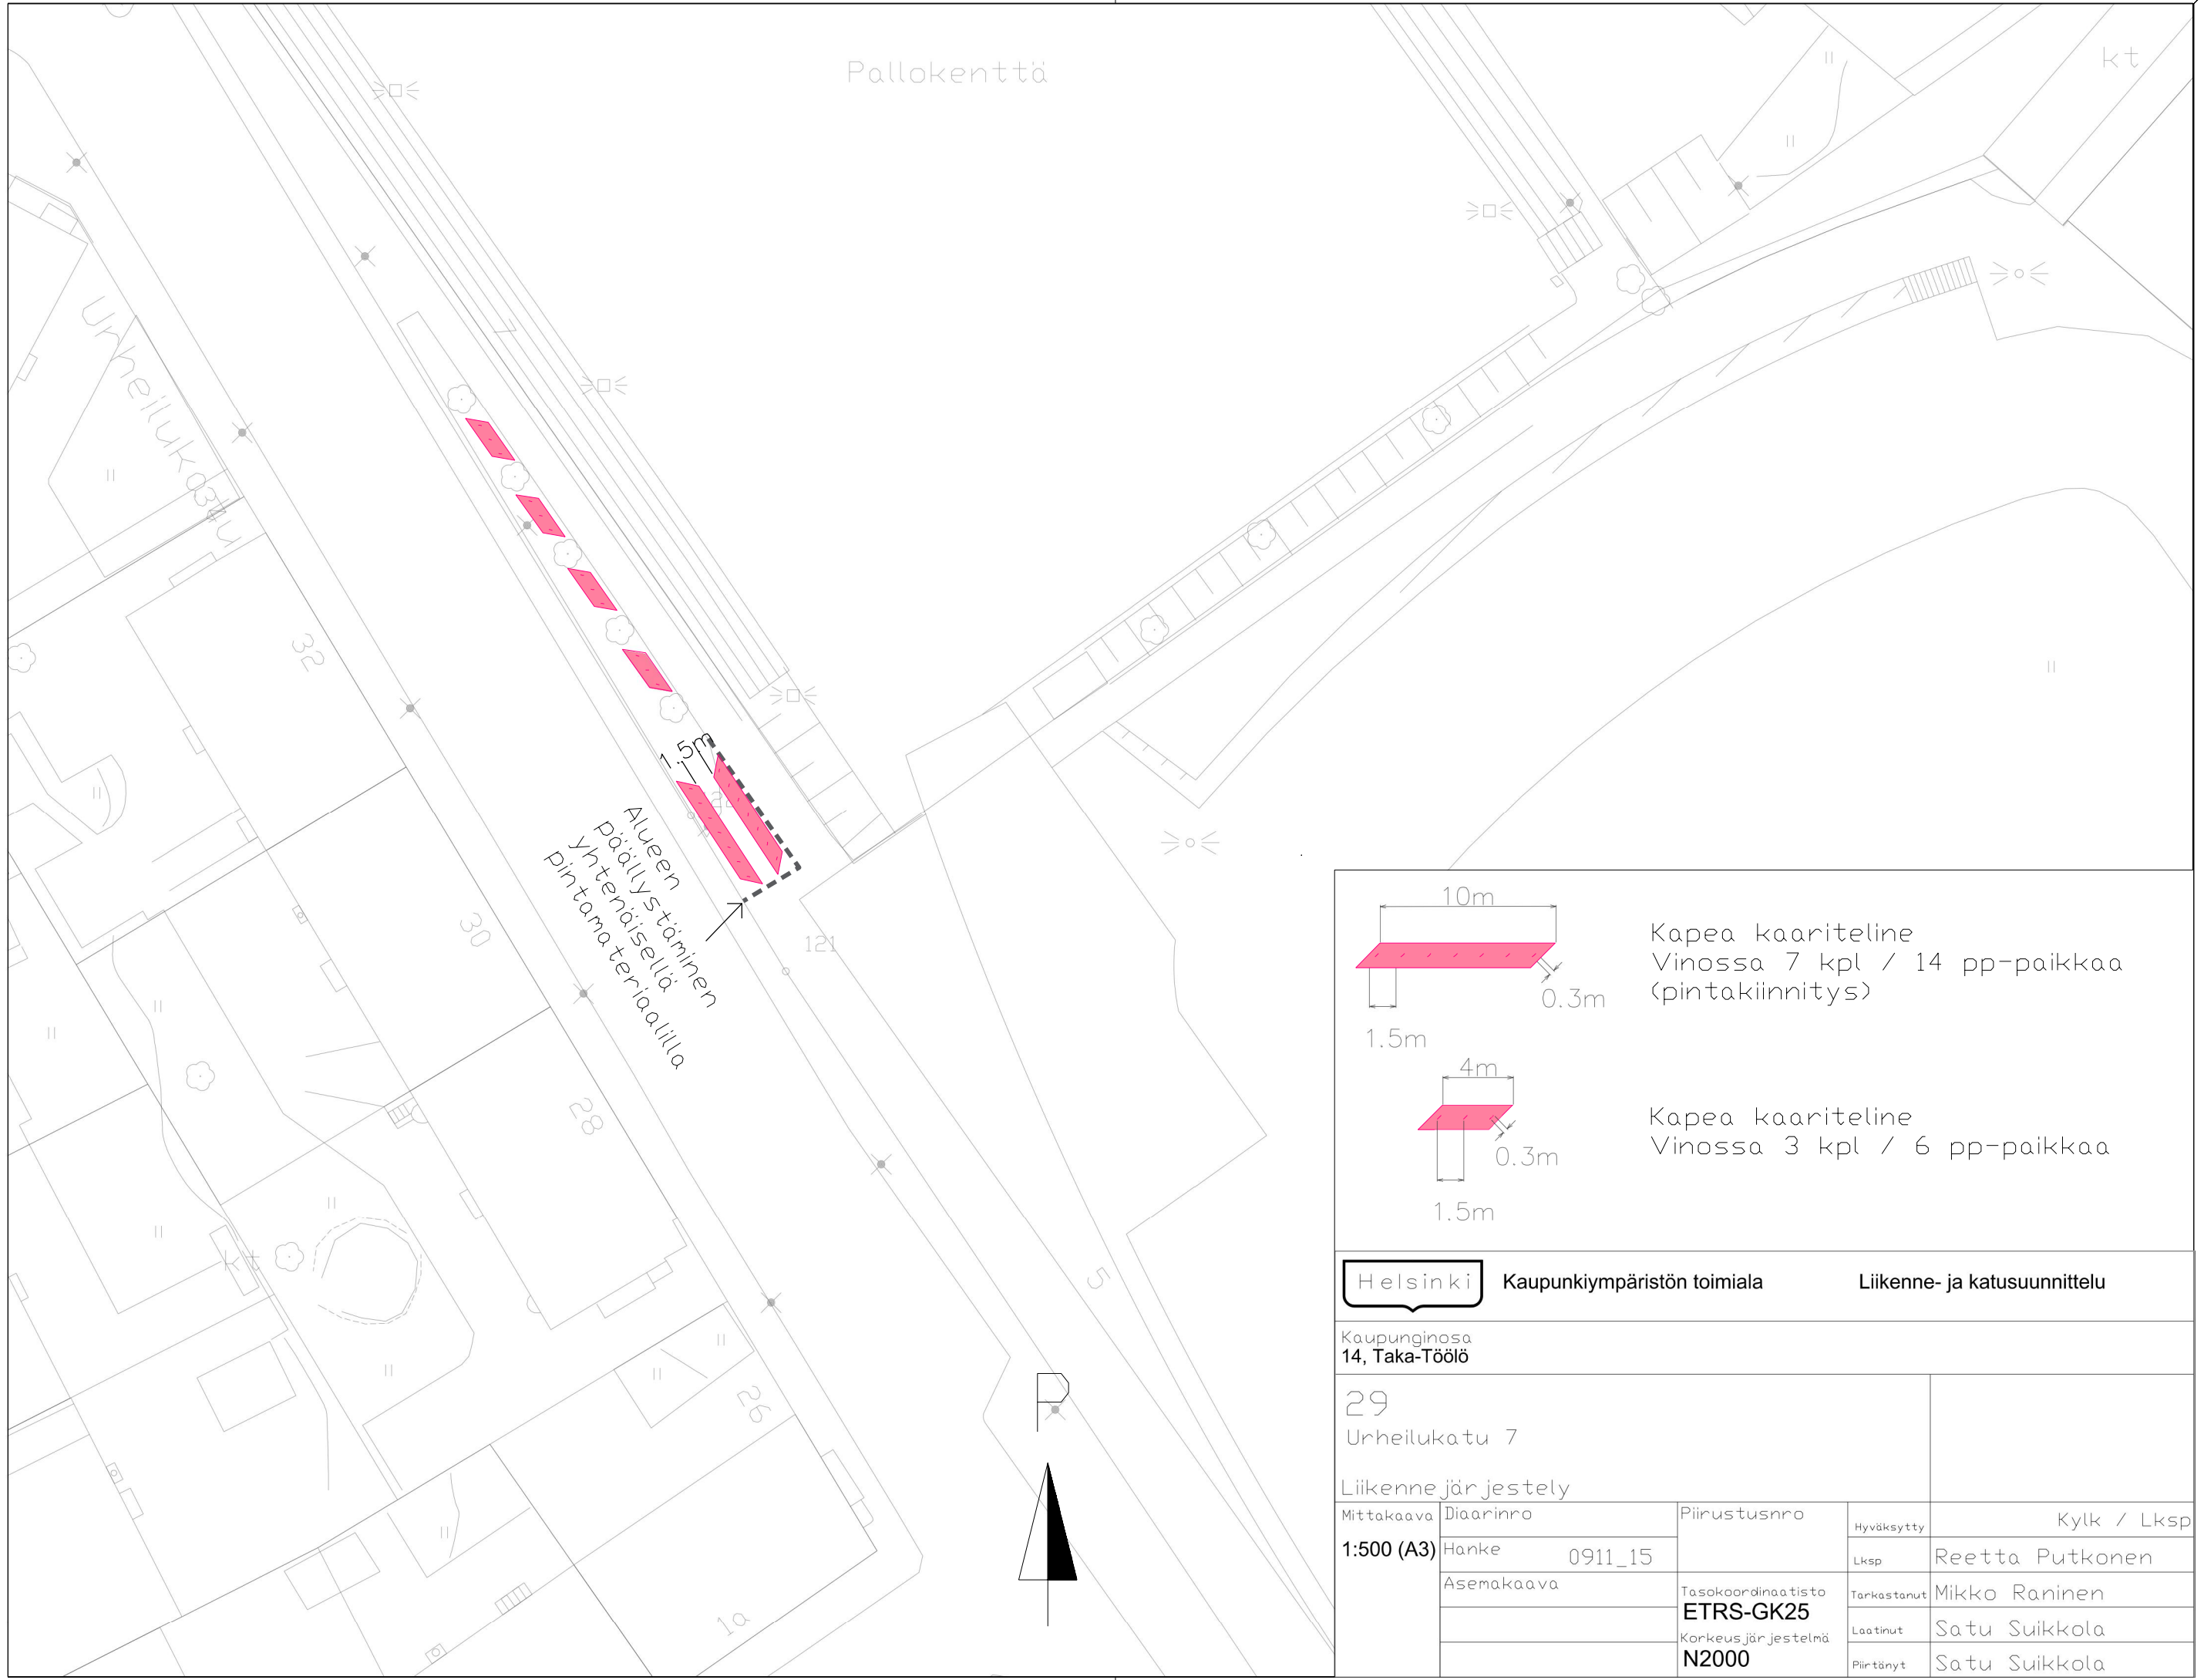 Pallokenttä
kt
Urheilukatu
7
32
1.5m
Alueen
päällystäminen
yhtenäisellä
pintamateriaalilla
30
121
28
kt
5
26
1a
P
10m
0.3m
1.5m
Kapea kaariteline
Vinossa 7 kpl / 14 pp-paikkaa
(pintakiinnitys)
4m
0.3m
1.5m
Kapea kaariteline
Vinossa 3 kpl / 6 pp-paikkaa
Helsinki Kaupunkiympäristön toimiala Liikenne- ja katusuunnittelu
Kaupunginosa
14, Taka-Töölö
29
Urheilukatu 7
Liikennejärjestely
Mittakaava Diaarinro Piirustusnro Hyväksytty Kylk / Lksp
1:500 (A3) Hanke 0911_15 Lksp Reetta Putkonen
Asemakaava Tasokoordinaatisto Tarkastanut Mikko Raninen
ETRS-GK25 Laatinut Satu Suikkola
Korkeusjärjestelmä
N2000 Piirtänyt Satu Suikkola